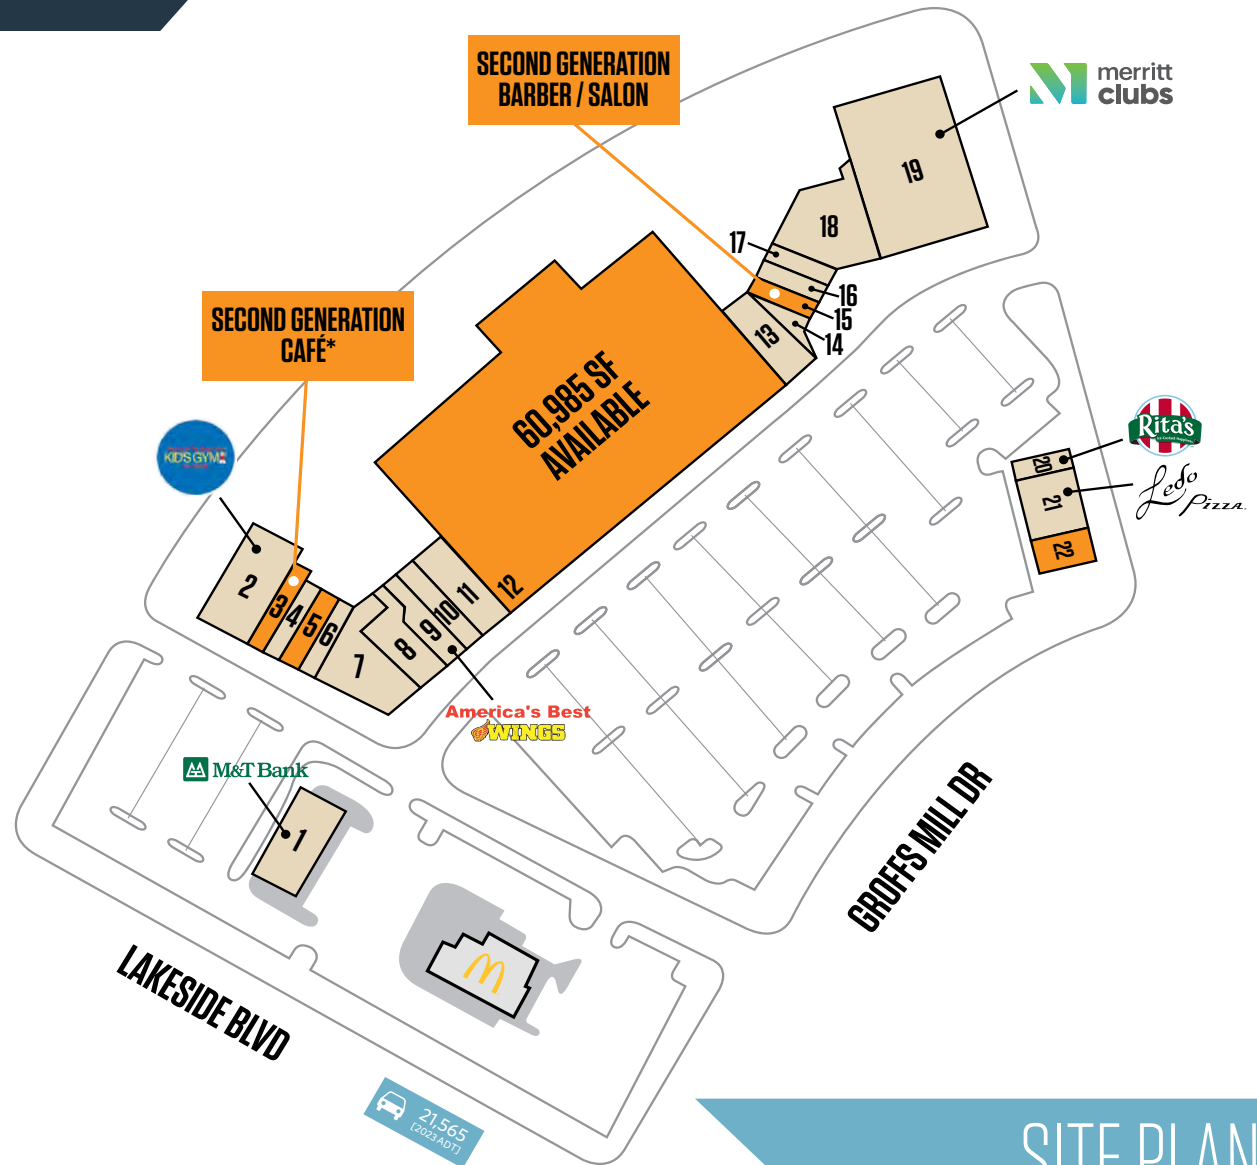 SECOND GENERATION
BARBER / SALON
merritt
clubs
19
18
17
16
15
14
13
SECOND GENERATION
CAFÉ*
60,985 SF
AVAILABLE
KID'S GYM
Rita's
20
Ledo
Pizza
21
22
2
3
4
5
6
7
8
9
10
11
12
America's Best
WINGS
M&T Bank
1
GROFFS MILL DR
LAKESIDE BLVD
21,565
[2023 ADT]
SITE PLAN